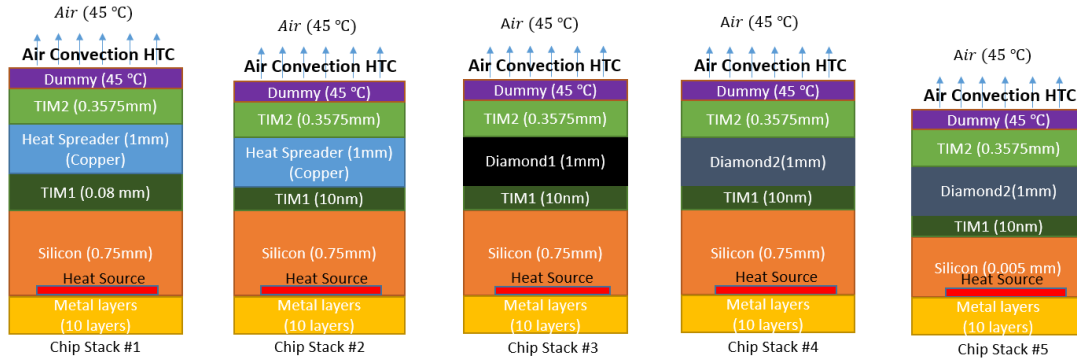 Air (45 ℃)
Air Convection HTC
Dummy (45 ℃)
TIM2 (0.3575mm)
Heat Spreader (1mm)
(Copper)
TIM1 (0.08 mm)
Silicon (0.75mm)
Heat Source
Metal layers
(10 layers)
Chip Stack #1
Air (45 ℃)
Air Convection HTC
Dummy (45 ℃)
TIM2 (0.3575mm)
Heat Spreader (1mm)
(Copper)
TIM1 (10nm)
Silicon (0.75mm)
Heat Source
Metal layers
(10 layers)
Chip Stack #2
Air (45 ℃)
Air Convection HTC
Dummy (45 ℃)
TIM2 (0.3575mm)
Diamond1 (1mm)
TIM1 (10nm)
Silicon (0.75mm)
Heat Source
Metal layers
(10 layers)
Chip Stack #3
Air (45 ℃)
Air Convection HTC
Dummy (45 ℃)
TIM2 (0.3575mm)
Diamond2(1mm)
TIM1 (10nm)
Silicon (0.75mm)
Heat Source
Metal layers
(10 layers)
Chip Stack #4
Air (45 ℃)
Air Convection HTC
Dummy (45 ℃)
TIM2 (0.3575mm)
Diamond2(1mm)
TIM1 (10nm)
Silicon (0.005 mm)
Heat Source
Metal layers
(10 layers)
Chip Stack #5